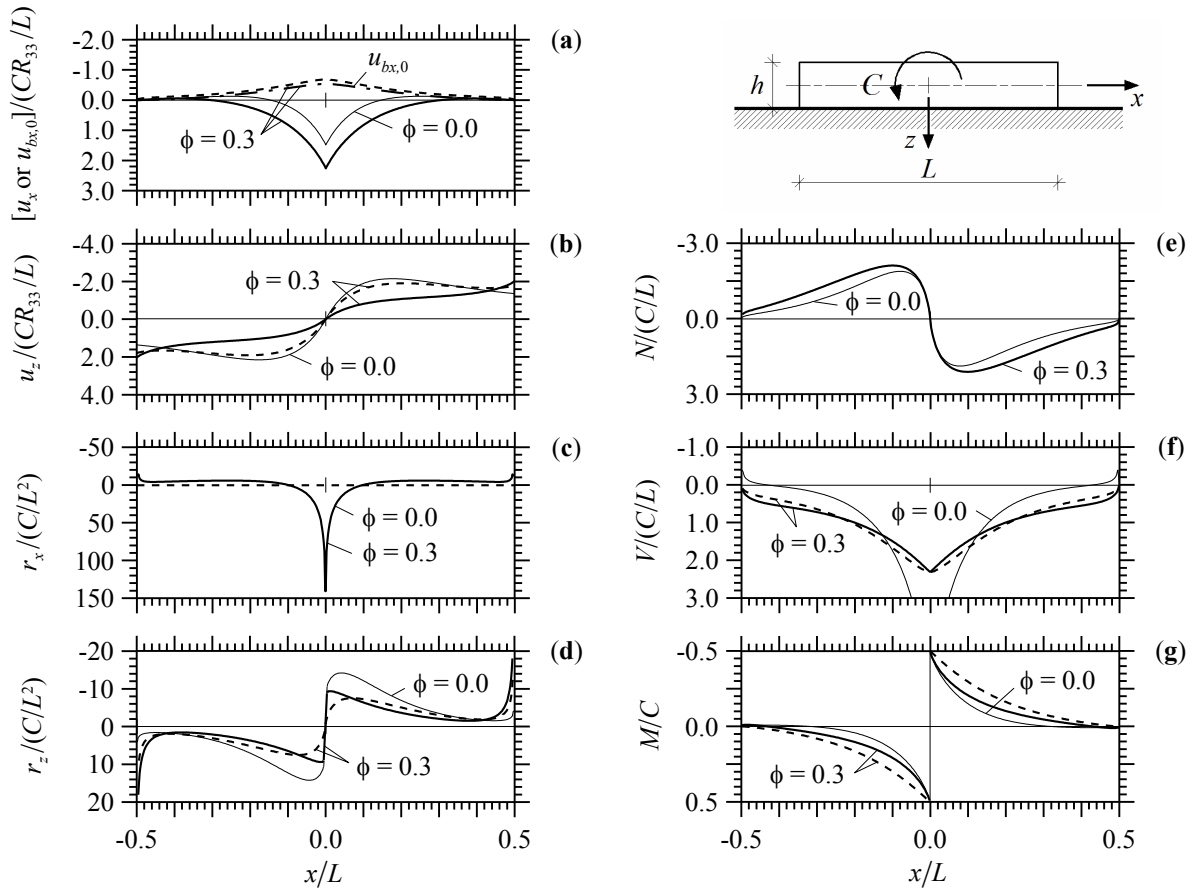 (a)
[u_x or u_{bx,0}]/(CR_{33}/L)
-2.0
-1.0
0.0
1.0
2.0
3.0
u_{bx,0}
ϕ = 0.3
ϕ = 0.0
h
C
x
z
L
(b)
u_z/(CR_{33}/L)
-4.0
-2.0
0.0
2.0
4.0
ϕ = 0.3
ϕ = 0.0
(e)
N/(C/L)
-3.0
0.0
3.0
ϕ = 0.0
ϕ = 0.3
(c)
r_x/(C/L²)
-50
0
50
100
150
ϕ = 0.0
ϕ = 0.3
(f)
V/(C/L)
-1.0
0.0
1.0
2.0
3.0
ϕ = 0.0
ϕ = 0.3
(d)
r_z/(C/L²)
-20
-10
0
10
20
ϕ = 0.0
ϕ = 0.3
-0.5 0.0 0.5
x/L
(g)
M/C
-0.5
0.0
0.5
ϕ = 0.0
ϕ = 0.3
-0.5 0.0 0.5
x/L